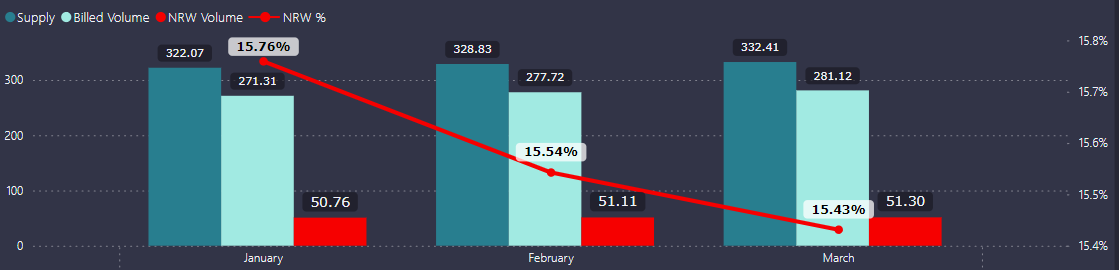 Supply Billed Volume NRW Volume NRW %
322.07 15.76% 328.83 332.41 15.8%
300 271.31 277.72 281.12 15.7%
200 15.54% 15.6%
100 50.76 51.11 15.43% 51.30 15.5%
0 15.4%
January February March